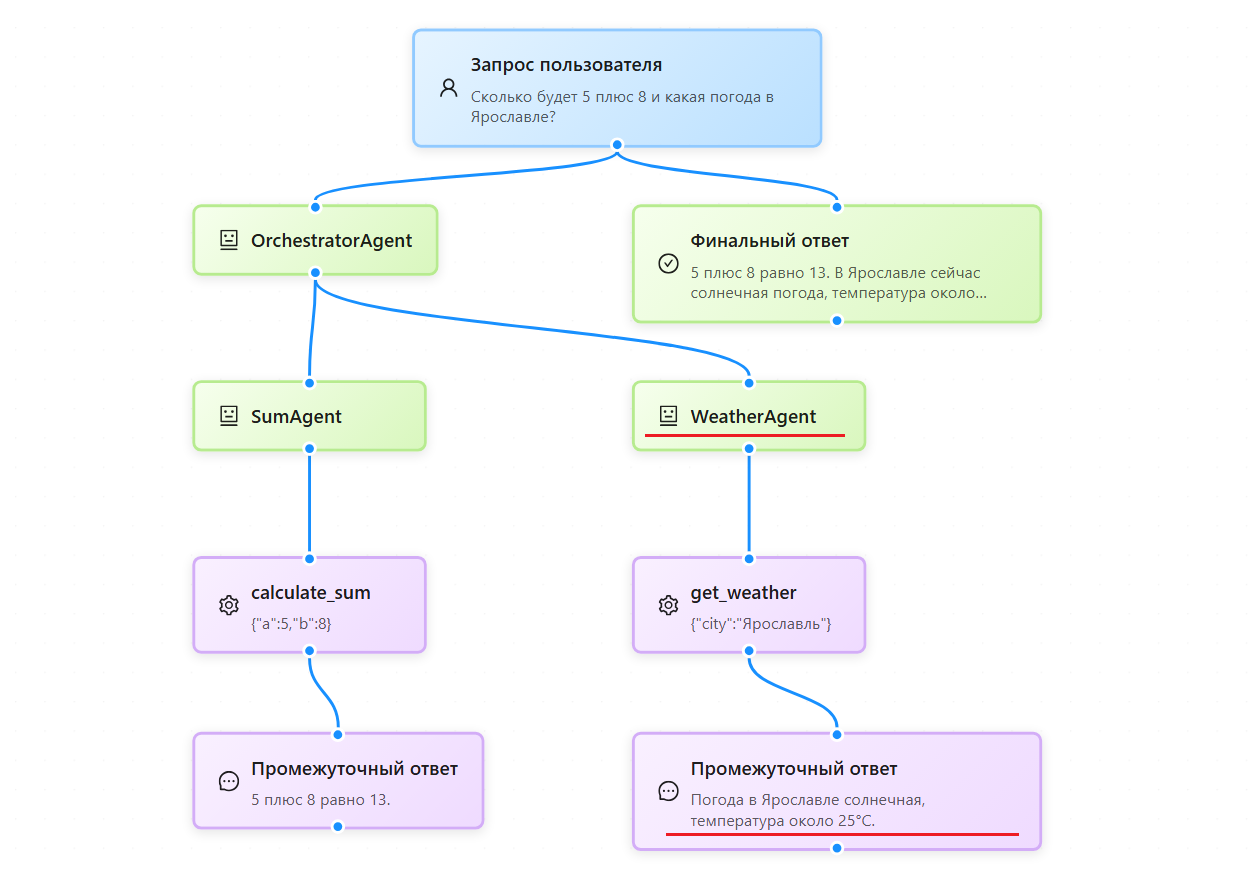 Запрос пользователя
Сколько будет 5 плюс 8 и какая погода в
Ярославле?
OrchestratorAgent
Финальный ответ
5 плюс 8 равно 13. В Ярославле сейчас
солнечная погода, температура около...
SumAgent
WeatherAgent
calculate_sum
{"a":5,"b":8}
get_weather
{"city":"Ярославль"}
Промежуточный ответ
5 плюс 8 равно 13.
Промежуточный ответ
Погода в Ярославле солнечная,
температура около 25°C.